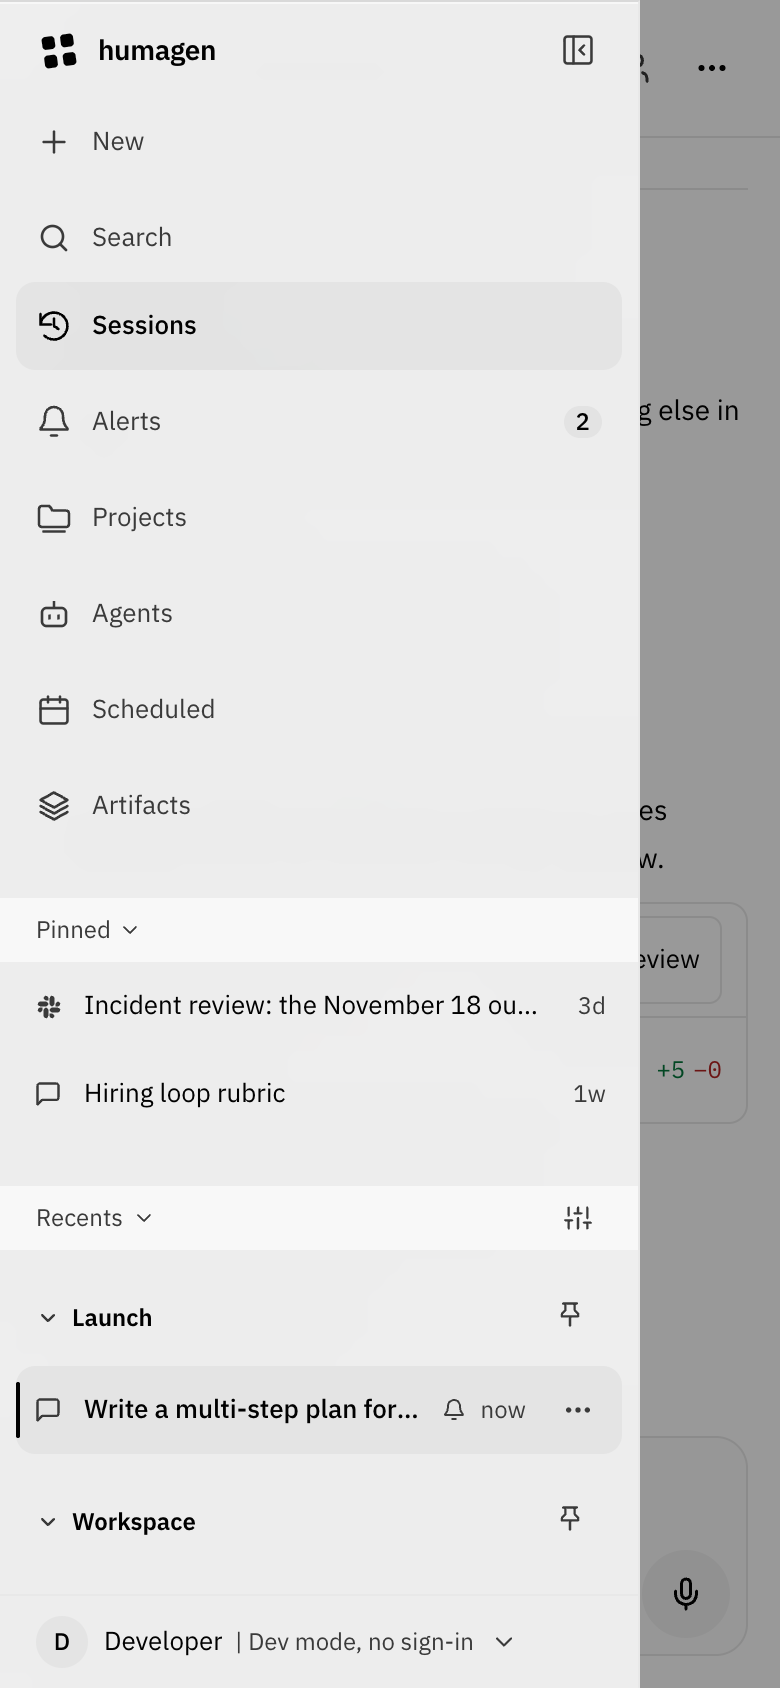 humagen
New
Search
Sessions
Alerts 2
g else in
Projects
Agents
Scheduled
Artifacts
es
w.
Pinned
eview
Incident review: the November 18 ou... 3d
+5 −0
Hiring loop rubric 1w
Recents
Launch
Write a multi-step plan for... now
Workspace
D Developer | Dev mode, no sign-in